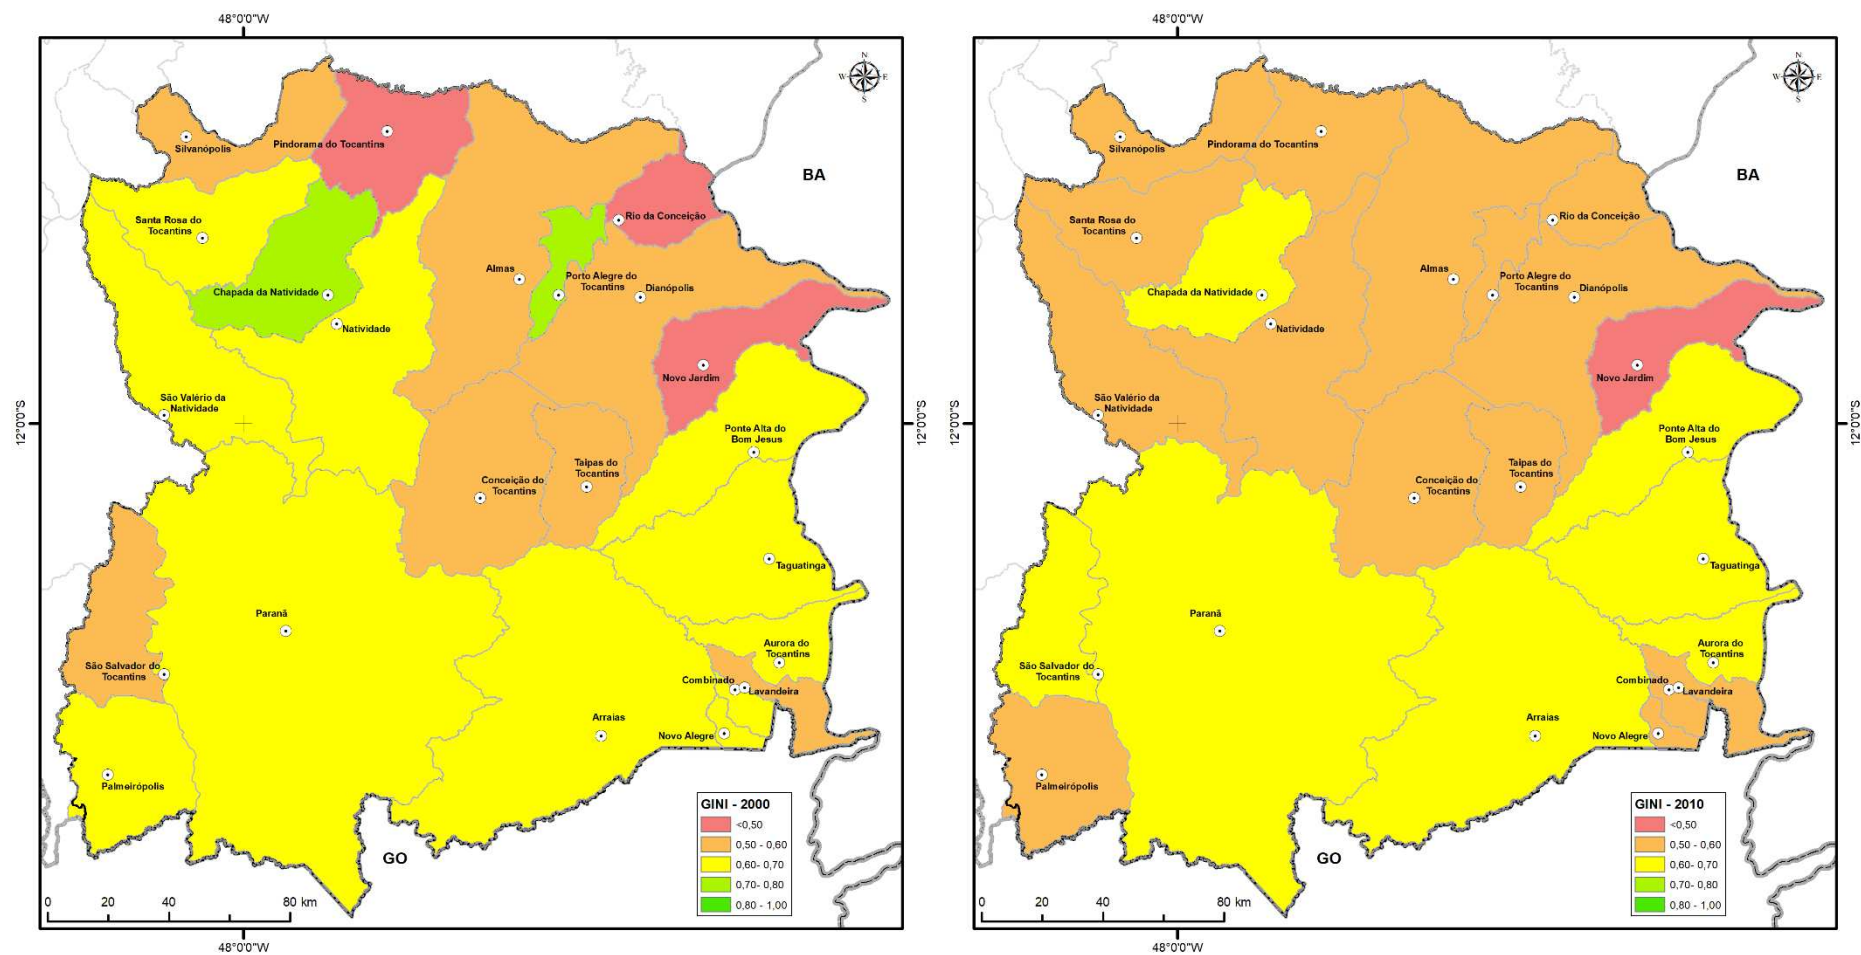 48°0'0"W
N
W E
S
BA
Silvanópolis
Pindorama do Tocantins
Santa Rosa do
Tocantins
Rio da Conceição
Almas
Porto Alegre do
Tocantins
Dianópolis
Chapada da Natividade
Natividade
Novo Jardim
São Valério da
Natividade
12°0'0"S
12°0'0"S
Ponte Alta do
Bom Jesus
Taipas do
Tocantins
Conceição do
Tocantins
Taguatinga
Paranã
Aurora do
Tocantins
São Salvador do
Tocantins
Combinado
Lavandeira
Arraias
Novo Alegre
Palmeirópolis
GO
GINI - 2000
<0,50
0,50 - 0,60
0,60- 0,70
0,70- 0,80
0,80 - 1,00
0 20 40 80 km
48°0'0"W
48°0'0"W
N
W E
S
BA
Silvanópolis
Pindorama do Tocantins
Santa Rosa do
Tocantins
Rio da Conceição
Almas
Porto Alegre do
Tocantins
Dianópolis
Chapada da Natividade
Natividade
Novo Jardim
São Valério da
Natividade
12°0'0"S
12°0'0"S
Ponte Alta do
Bom Jesus
Taipas do
Tocantins
Conceição do
Tocantins
Taguatinga
Paranã
Aurora do
Tocantins
São Salvador do
Tocantins
Combinado
Lavandeira
Arraias
Novo Alegre
Palmeirópolis
GO
GINI - 2010
<0,50
0,50 - 0,60
0,60- 0,70
0,70- 0,80
0,80 - 1,00
0 20 40 80 km
48°0'0"W